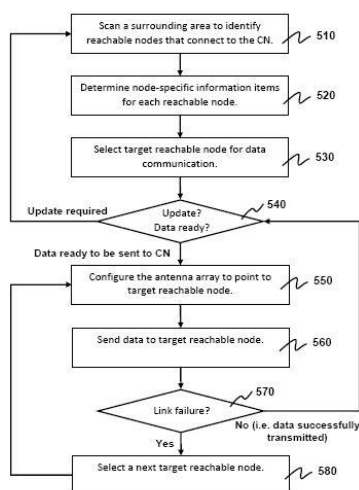 Scan a surrounding area to identify
reachable nodes that connect to the CN.
510
Determine node-specific information items
for each reachable node.
520
Select target reachable node for data
communication.
530
Update required
Update?
Data ready?
540
Data ready to be sent to CN
Configure the antenna array to point to
target reachable node.
550
Send data to target reachable node.
560
Link failure?
570
No (i.e. data successfully
transmitted)
Yes
Select a next target reachable node.
580